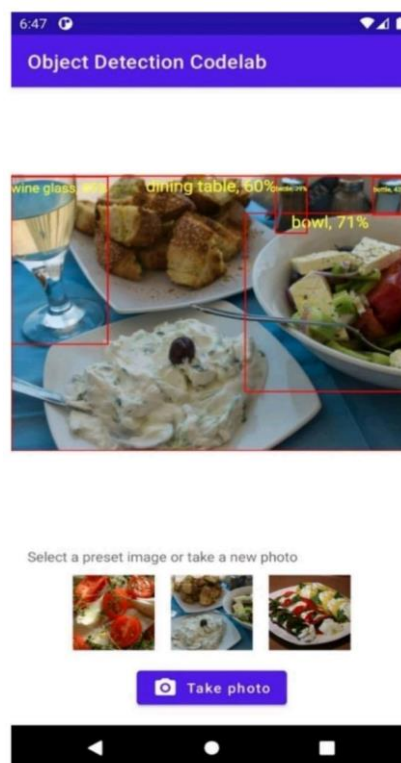 6:47
Object Detection Codelab
wine glass,
dining table, 60%
bowl, 71%
Select a preset image or take a new photo
Take photo